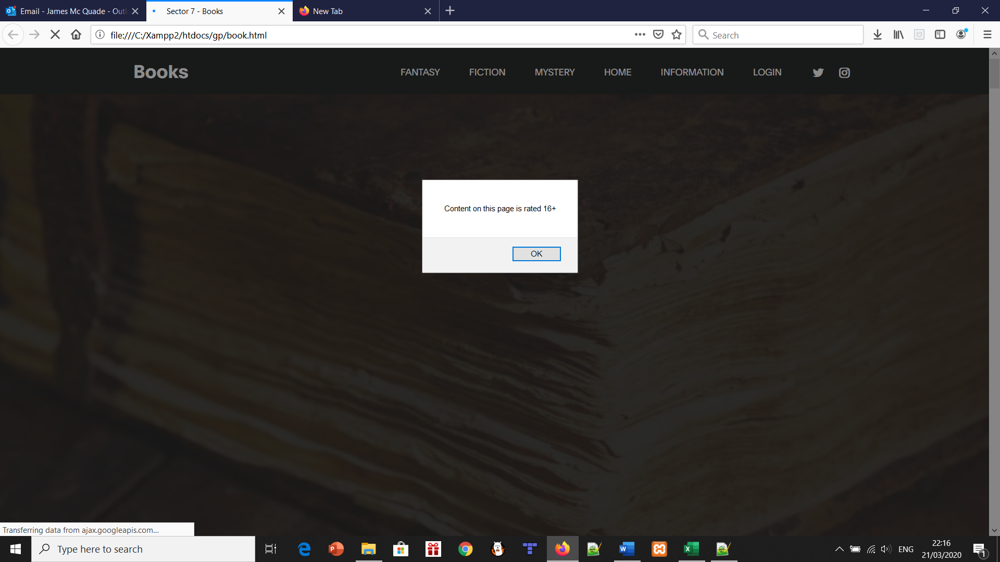 Email - James Mc Quade - Outl
Sector 7 - Books
New Tab
file:///C:/Xampp2/htdocs/gp/book.html
Search
Books
FANTASY
FICTION
MYSTERY
HOME
INFORMATION
LOGIN
Content on this page is rated 16+
OK
Transferring data from ajax.googleapis.com...
Type here to search
ENG
22:16
21/03/2020
1